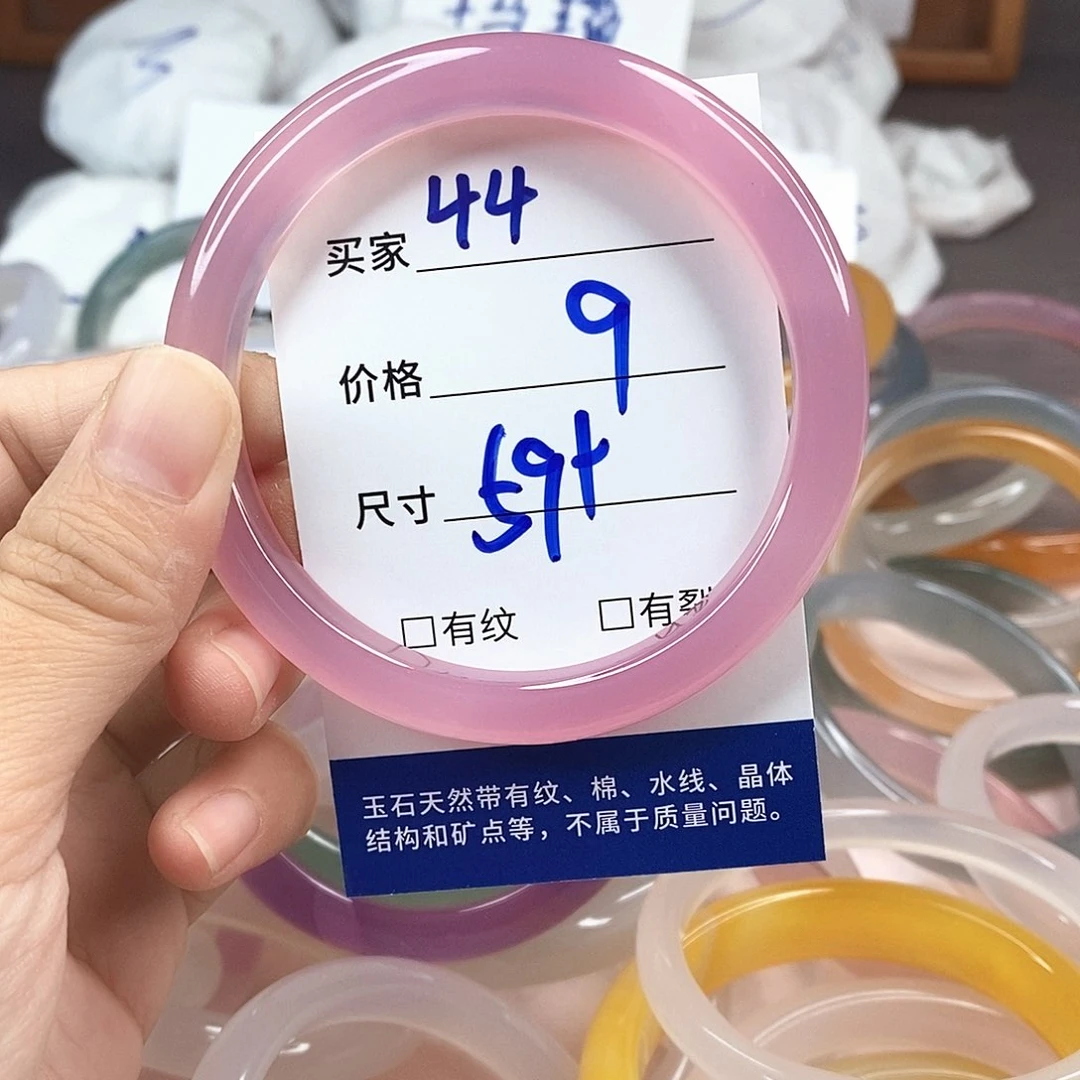 买家 44
价格 9
尺寸 59+
□有纹 □有裂
玉石天然带有纹、棉、水线、晶体
结构和矿点等，不属于质量问题。